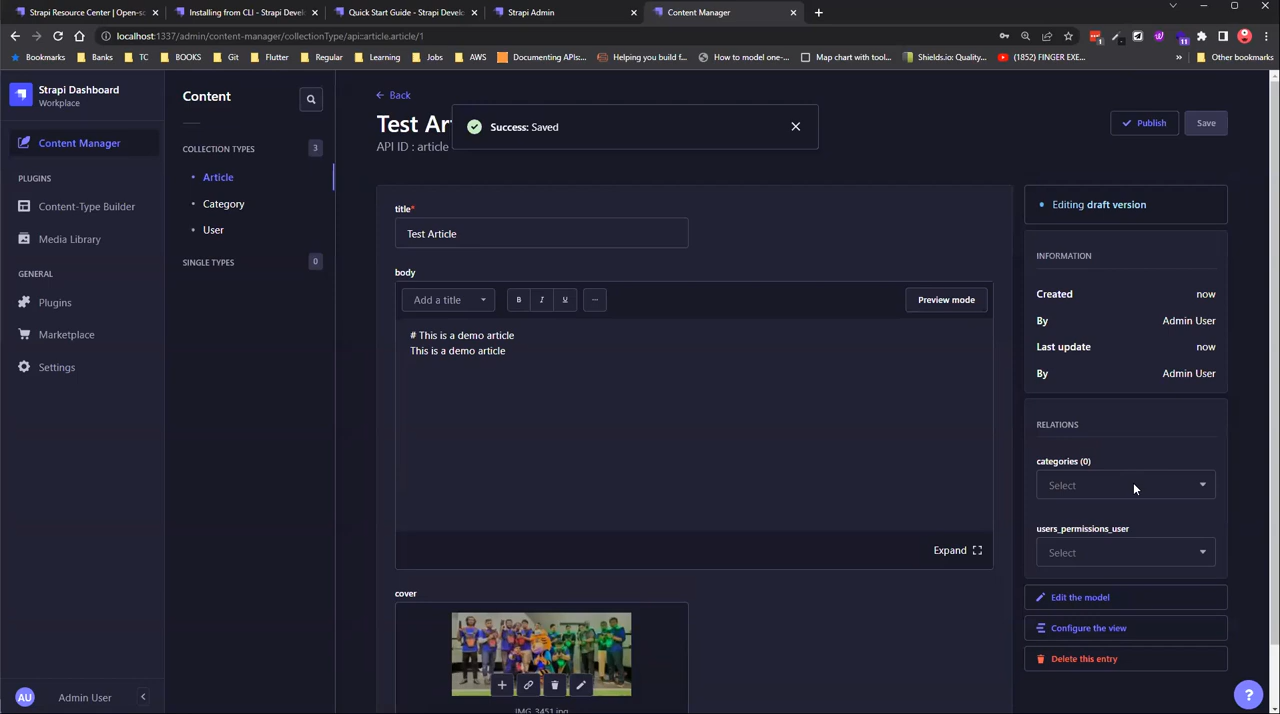 Strapi Resource Center | Open-so
Installing from CLI - Strapi Devel
Quick Start Guide - Strapi Develo
Strapi Admin
Content Manager
localhost:1337/admin/content-manager/collectionType/api::article.article/1
Bookmarks
Banks
TC
BOOKS
Git
Flutter
Regular
Learning
Jobs
AWS
Documenting APIs:...
Helping you build f...
How to model one-...
Map chart with tool...
Shields.io: Quality...
(1852) FINGER EXE...
»
Other bookmarks
Strapi Dashboard
Workplace
Content Manager
PLUGINS
Content-Type Builder
Media Library
GENERAL
Plugins
Marketplace
Settings
AU
Admin User
Content
COLLECTION TYPES
3
Article
Category
User
SINGLE TYPES
0
Back
Test Ar
API ID : article
Success: Saved
Publish
Save
title*
Test Article
body
Add a title
B
I
U
...
Preview mode
# This is a demo article
This is a demo article
Expand
cover
IMG_3451.jpg
Editing draft version
INFORMATION
Created
now
By
Admin User
Last update
now
By
Admin User
RELATIONS
categories (0)
Select
users_permissions_user
Select
Edit the model
Configure the view
Delete this entry
?